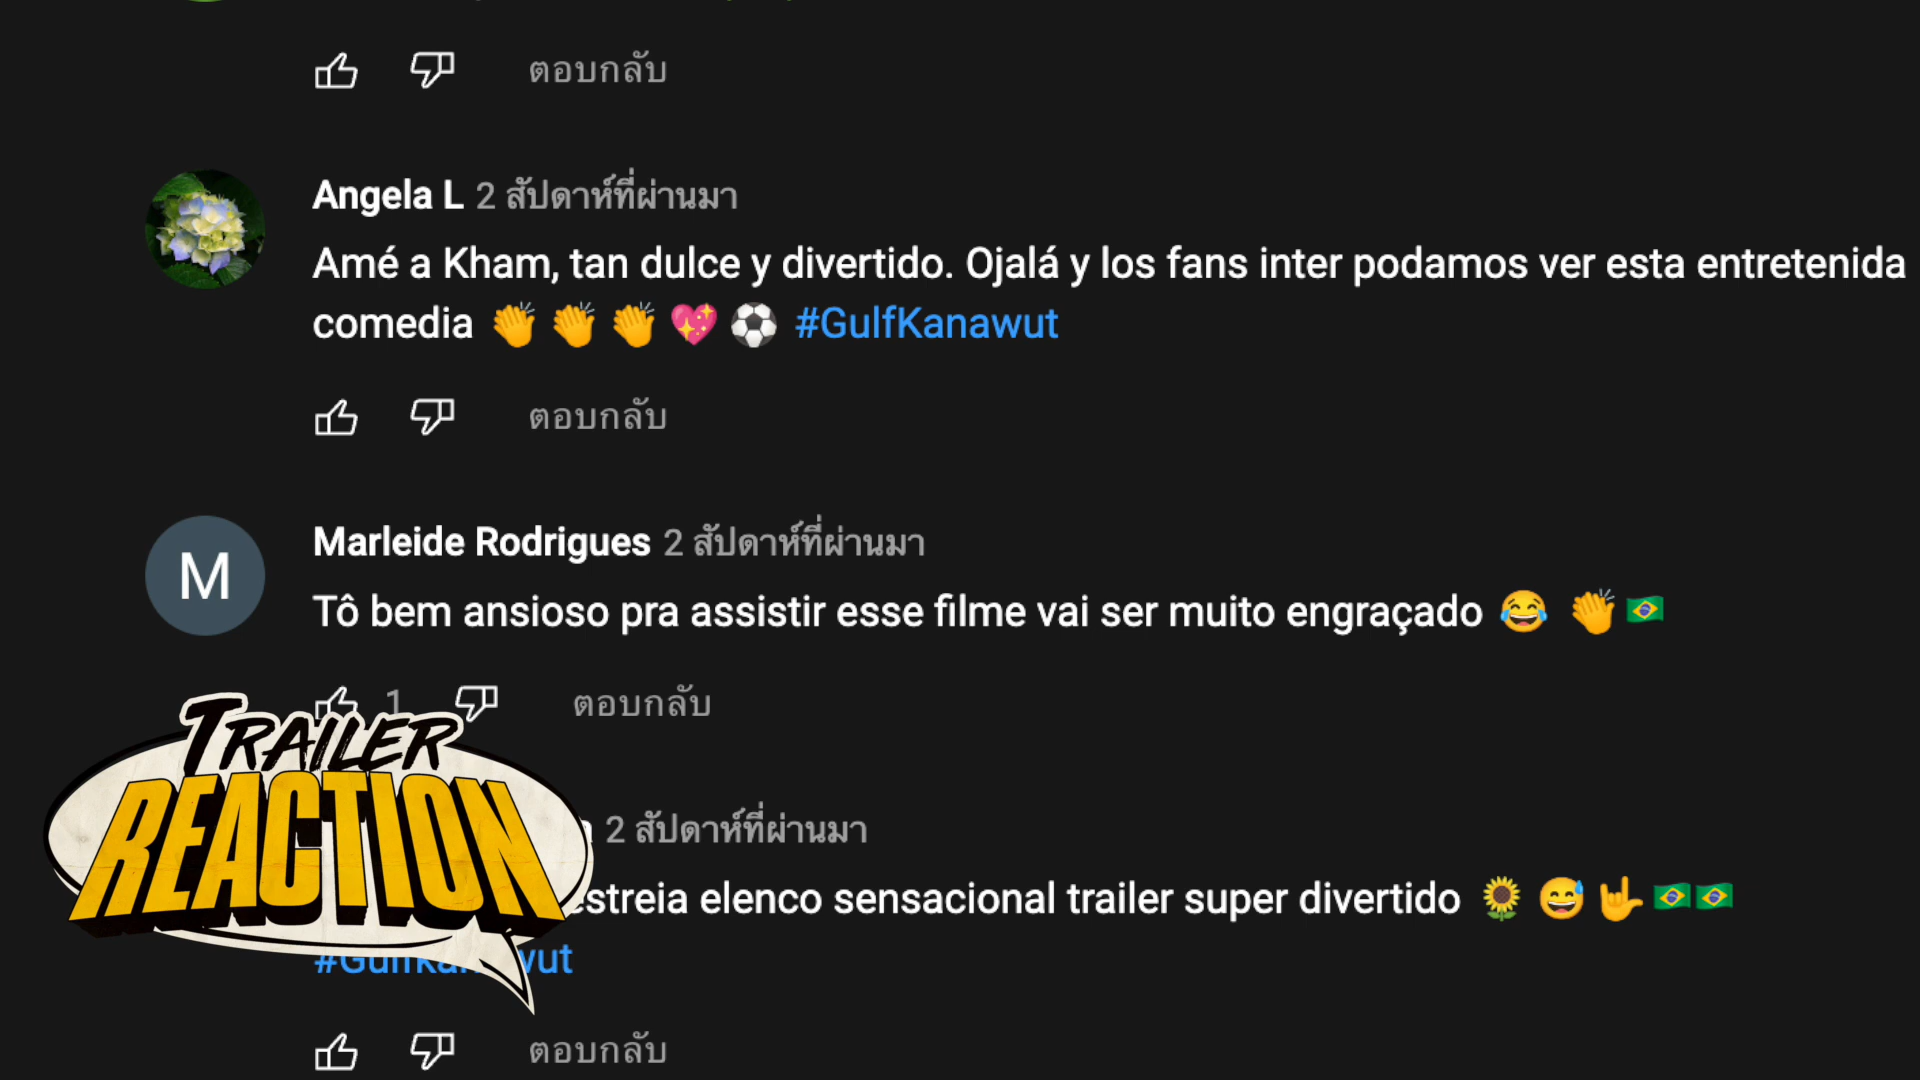 ตอบกลับ
Angela L 2 สัปดาห์ที่ผ่านมา
Amé a Kham, tan dulce y divertido. Ojalá y los fans inter podamos ver esta entretenida
comedia 👏 👏 👏 💖 ⚽ #GulfKanawut
ตอบกลับ
M
Marleide Rodrigues 2 สัปดาห์ที่ผ่านมา
Tô bem ansioso pra assistir esse filme vai ser muito engraçado 😂 👏🇧🇷
1 ตอบกลับ
TRAILER
REACTION
2 สัปดาห์ที่ผ่านมา
estreia elenco sensacional trailer super divertido 🌻 😅 🤟🇧🇷🇧🇷
#GulfKanawut
ตอบกลับ